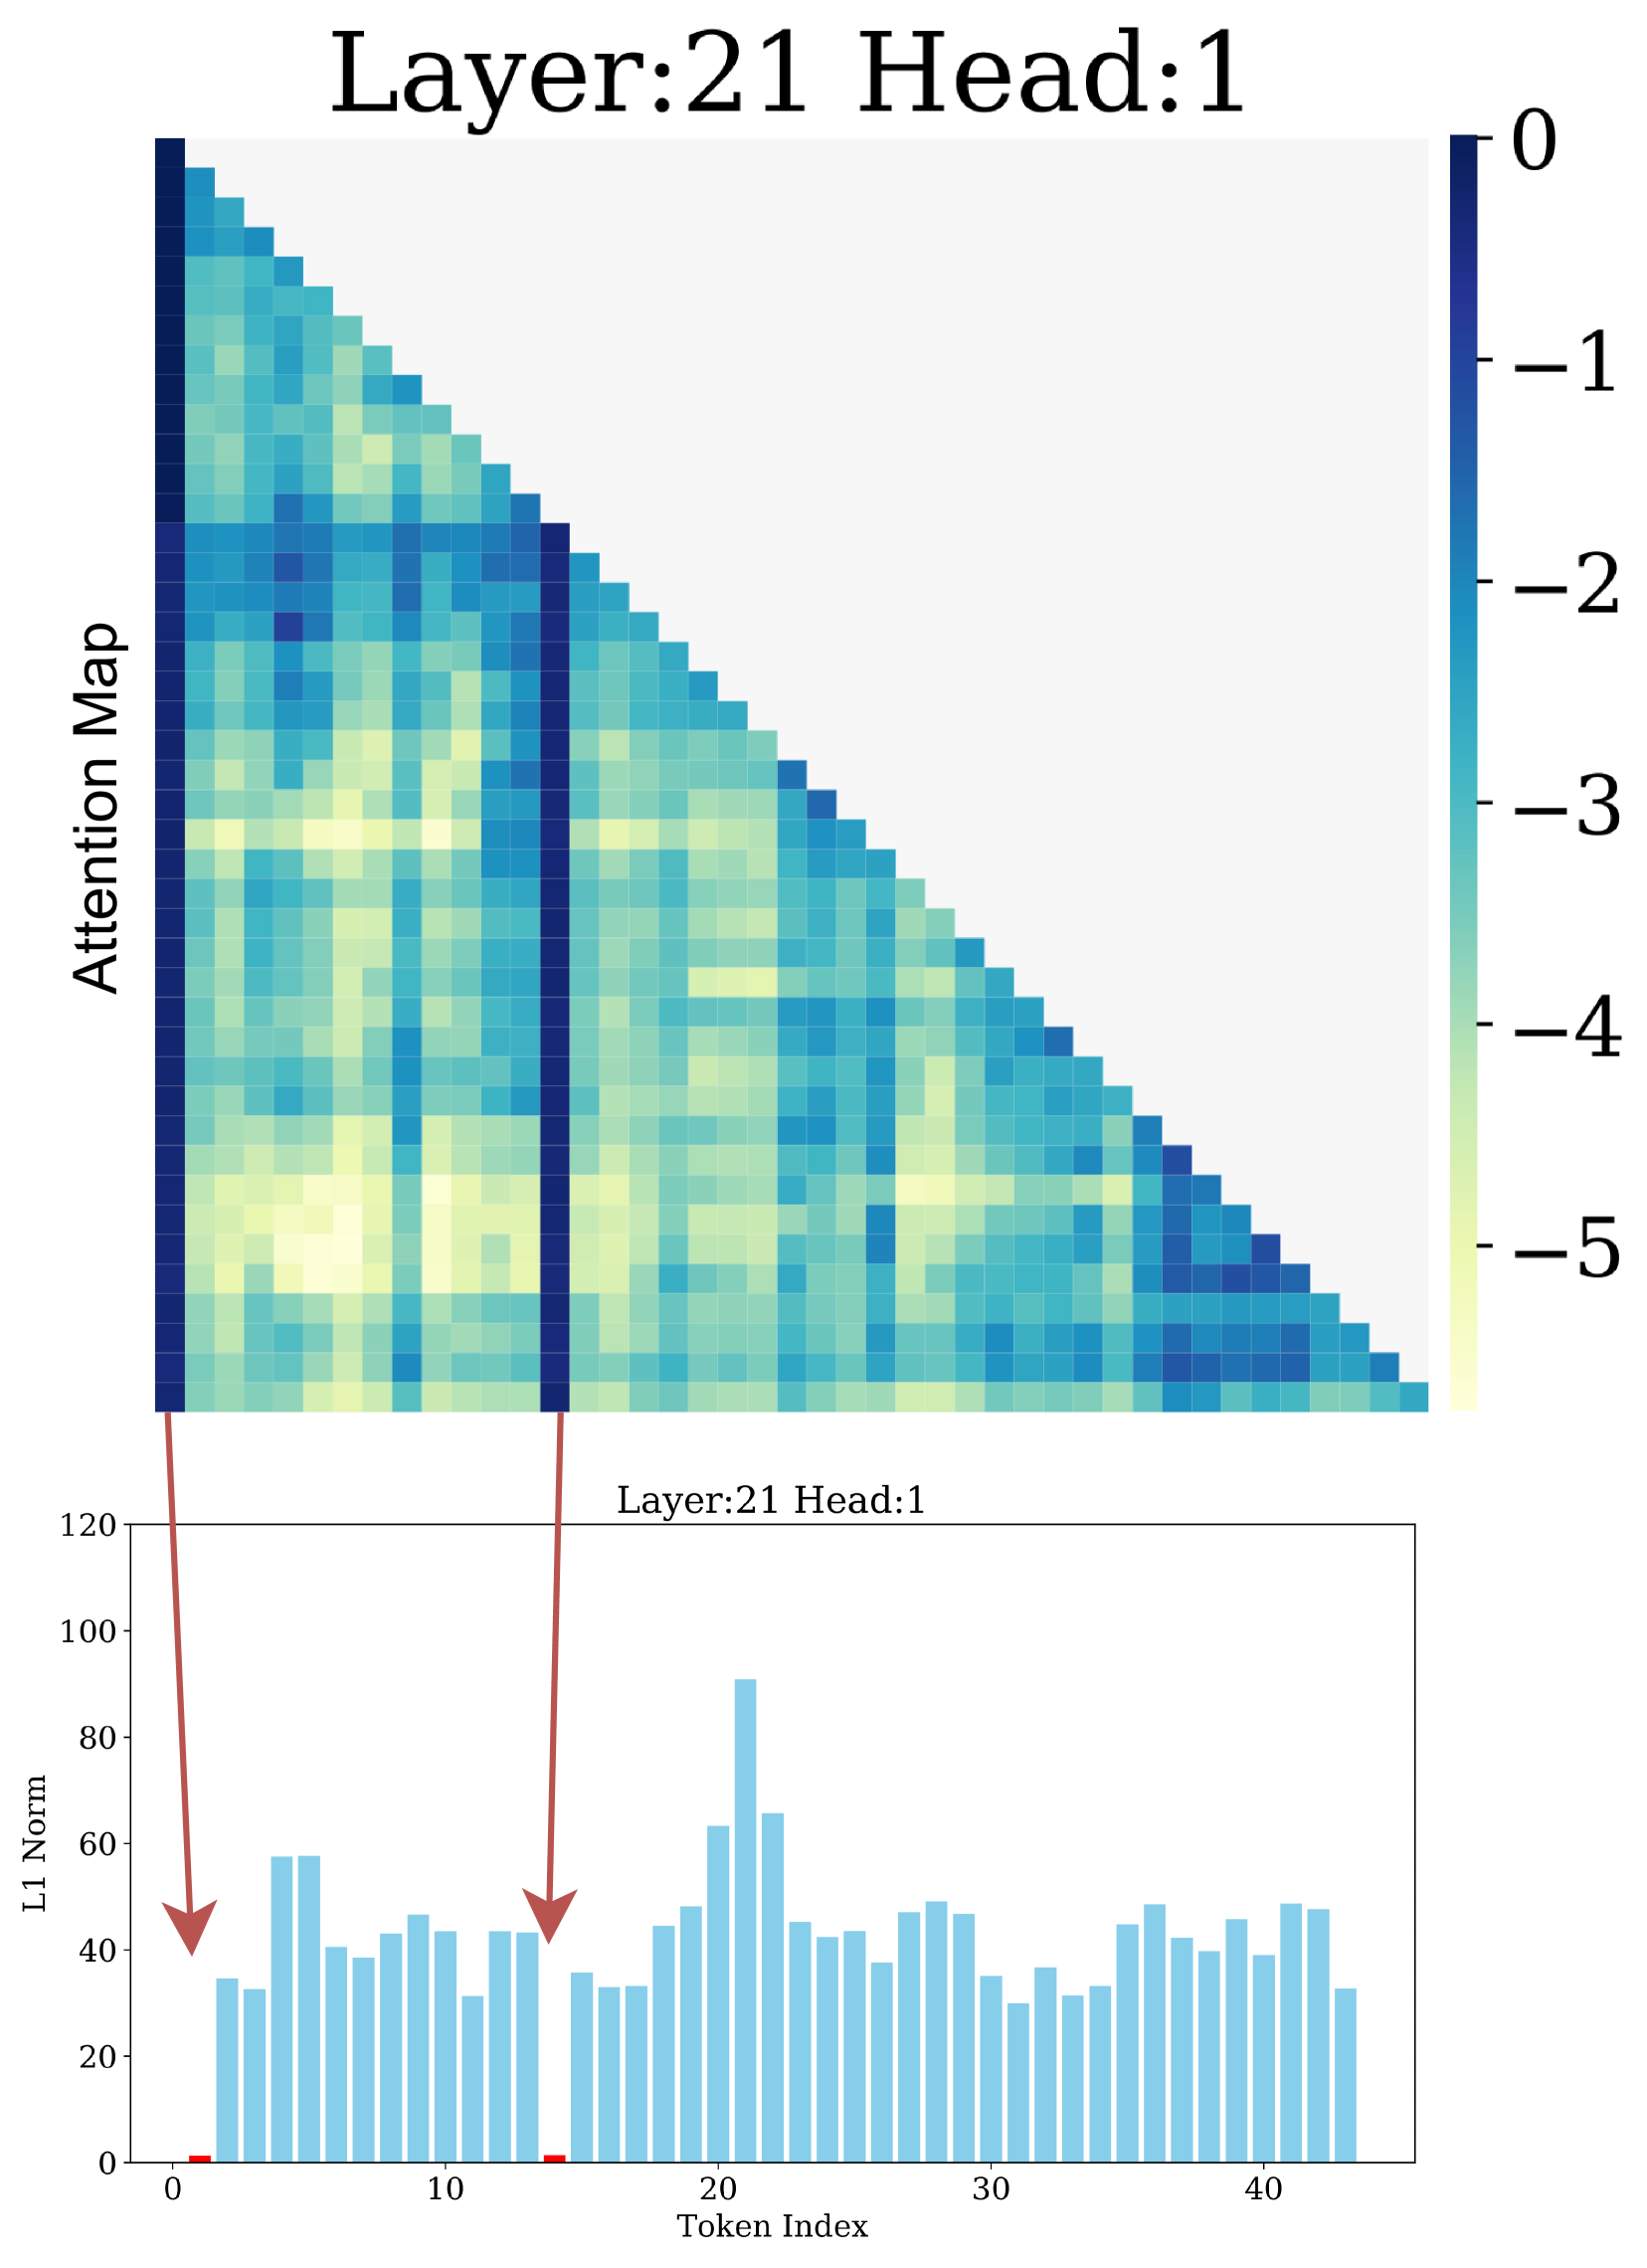 Layer:21 Head:1
Attention Map
0
−1
−2
−3
−4
−5
Layer:21 Head:1
L1 Norm
120
100
80
60
40
20
0
0 10 20 30 40
Token Index